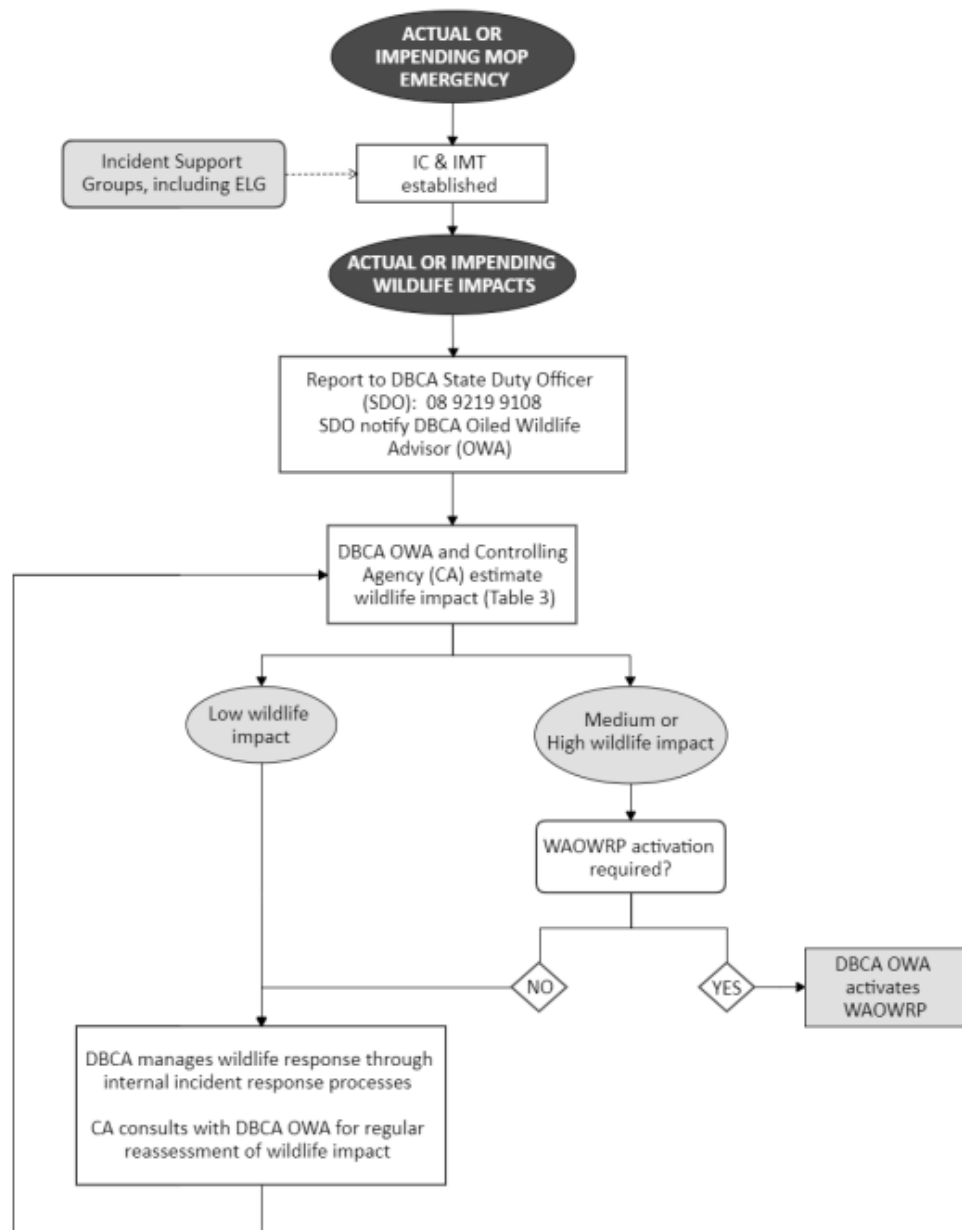 ACTUAL OR
IMPENDING MOP
EMERGENCY
Incident Support
Groups, including ELG
IC & IMT
established
ACTUAL OR IMPENDING
WILDLIFE IMPACTS
Report to DBCA State Duty Officer
(SDO): 08 9219 9108
SDO notify DBCA Oiled Wildlife
Advisor (OWA)
DBCA OWA and Controlling
Agency (CA) estimate
wildlife impact (Table 3)
Low wildlife
impact
Medium or
High wildlife impact
WAOWRP activation
required?
NO
YES
DBCA OWA
activates
WAOWRP
DBCA manages wildlife response through
internal incident response processes
CA consults with DBCA OWA for regular
reassessment of wildlife impact